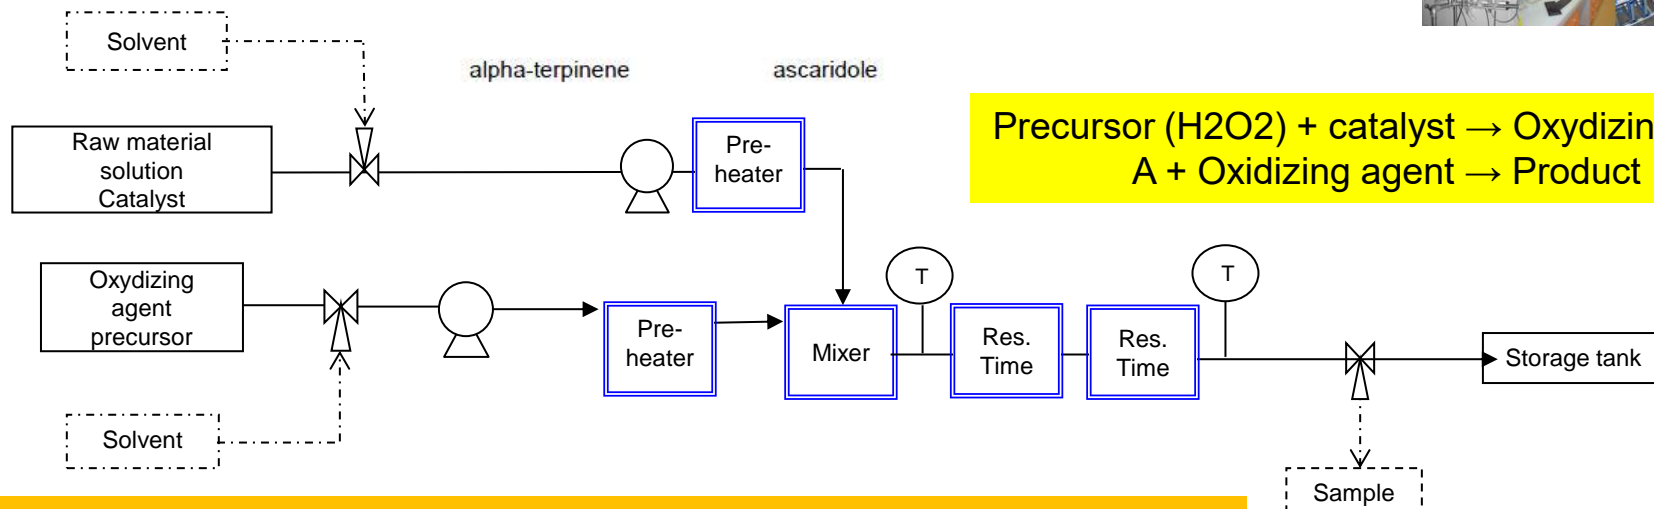 Solvent
alpha-terpinene
ascaridole
Raw material
solution
Catalyst
Pre-
heater
Precursor (H2O2) + catalyst → Oxydizin
A + Oxidizing agent → Product
Oxydizing
agent
precursor
Pre-
heater
Mixer
T
Res.
Time
Res.
Time
T
Storage tank
Solvent
Sample